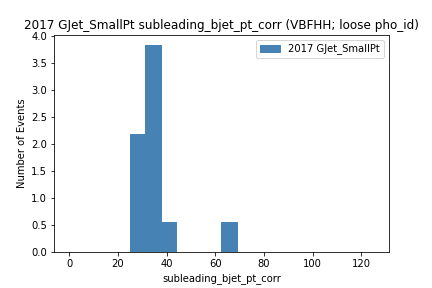 2017 GJet_SmallPt subleading_bjet_pt_corr (VBFHH; loose pho_id)
2017 GJet_SmallPt
Number of Events
4.0
3.5
3.0
2.5
2.0
1.5
1.0
0.5
0.0
0 20 40 60 80 100 120
subleading_bjet_pt_corr